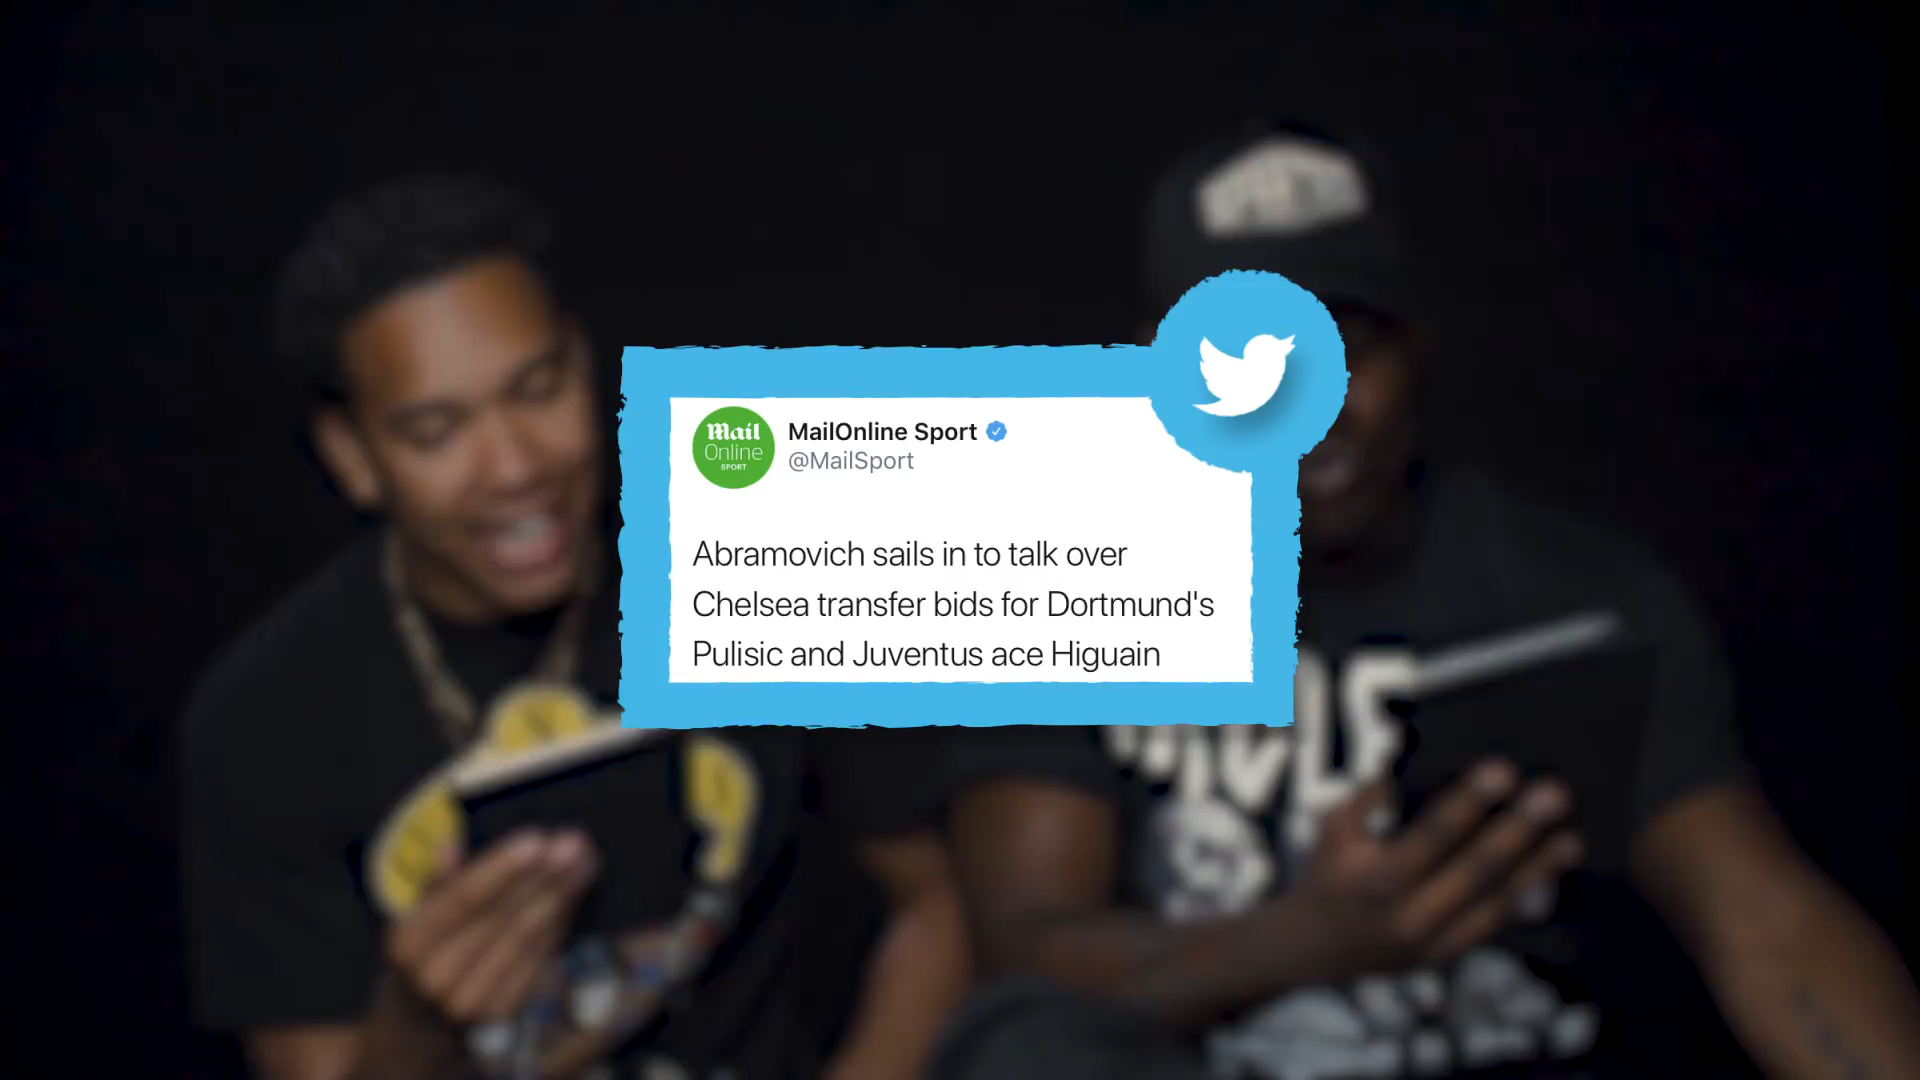 Mail
Online
SPORT
MailOnline Sport
@MailSport
Abramovich sails in to talk over
Chelsea transfer bids for Dortmund's
Pulisic and Juventus ace Higuain